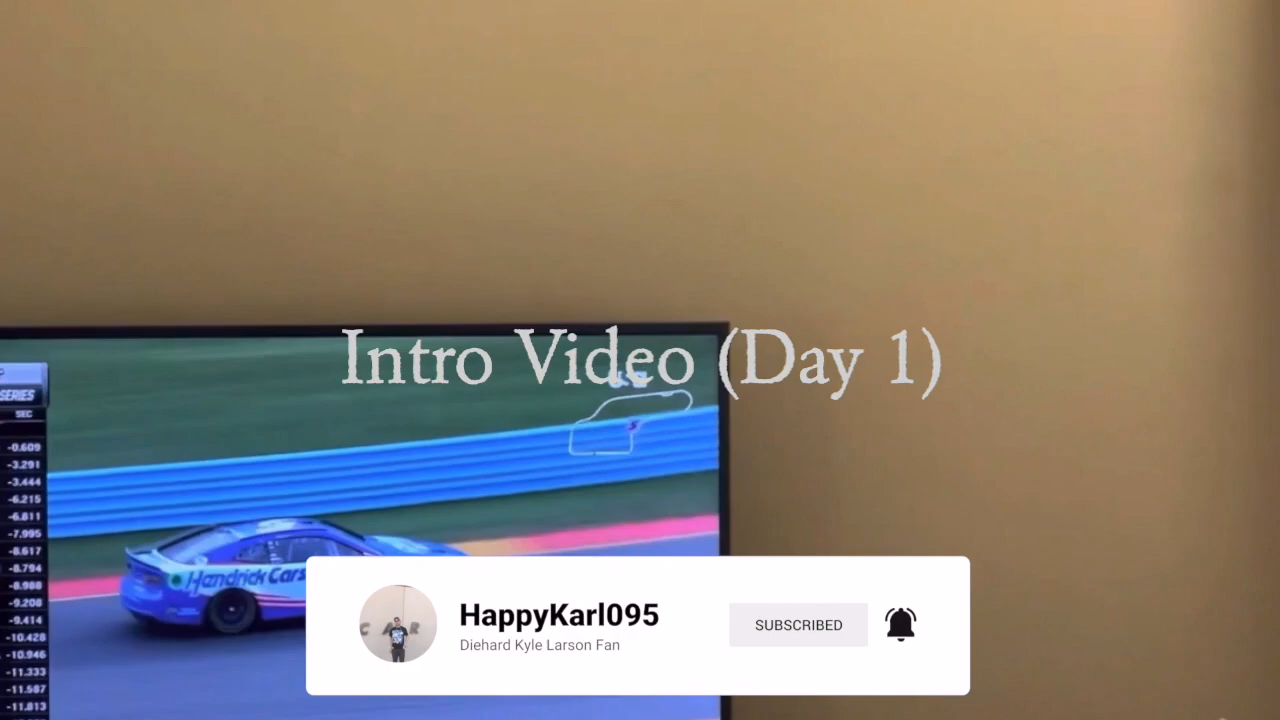 Intro Video (Day 1)
SERIES
SEC
-0.609
-3.291
-3.444
-6.215
-6.811
-7.995
-8.617
-8.794
-8.988
-9.208
-9.414
-10.428
-10.946
-11.333
-11.587
-11.813
Hendrick Cars
HappyKarl095
Diehard Kyle Larson Fan
SUBSCRIBED